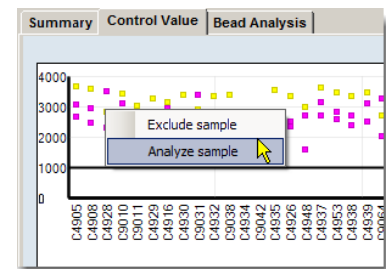 Summary Control Value Bead Analysis
4000
3000
2000
1000
0
Exclude sample
Analyze sample
C4905 C4908 C4928 C9010 C9011 C4929 C4916 C4930 C9031 C4932 C9038 C4934 C9042 C4935 C4926 C4948 C4937 C4953 C4938 C4939